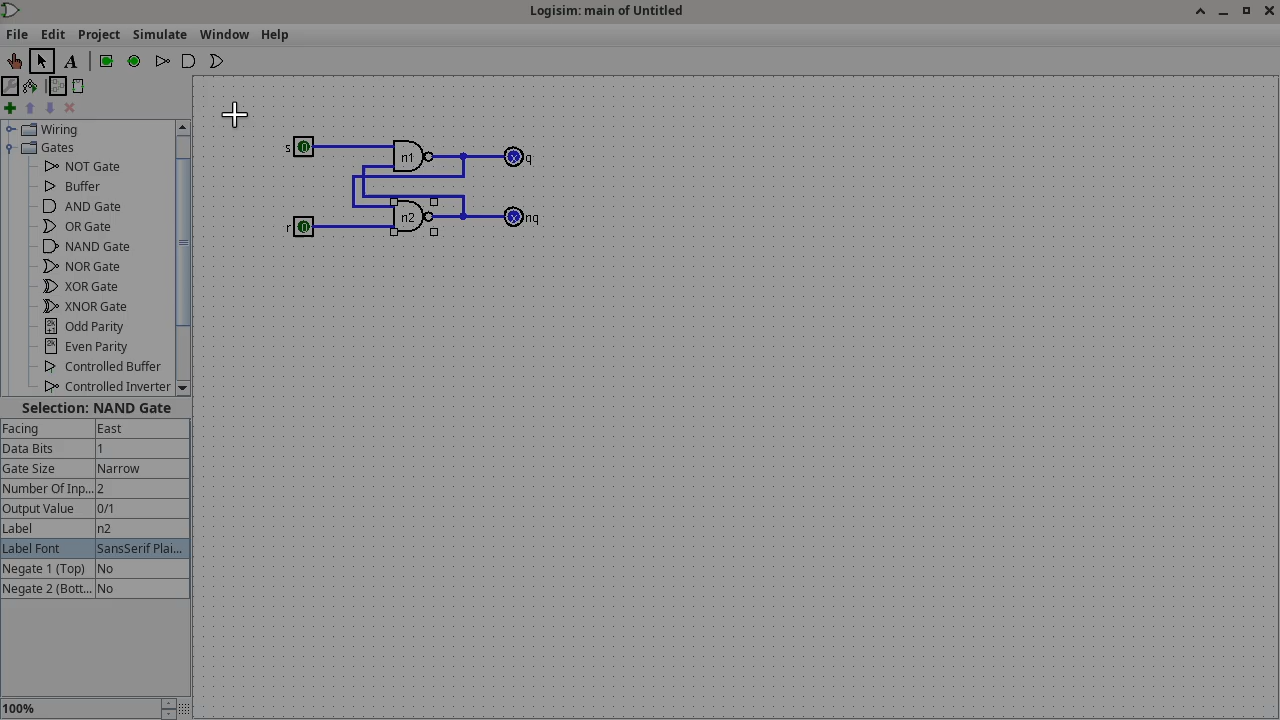 Logisim: main of Untitled
File Edit Project Simulate Window Help
A
Wiring
Gates
NOT Gate
Buffer
AND Gate
OR Gate
NAND Gate
NOR Gate
XOR Gate
XNOR Gate
Odd Parity
Even Parity
Controlled Buffer
Controlled Inverter
Selection: NAND Gate
Facing East
Data Bits 1
Gate Size Narrow
Number Of Inp... 2
Output Value 0/1
Label n2
Label Font SansSerif Plai...
Negate 1 (Top) No
Negate 2 (Bott... No
100%
s 0 n1 x q
r 0 n2 x nq